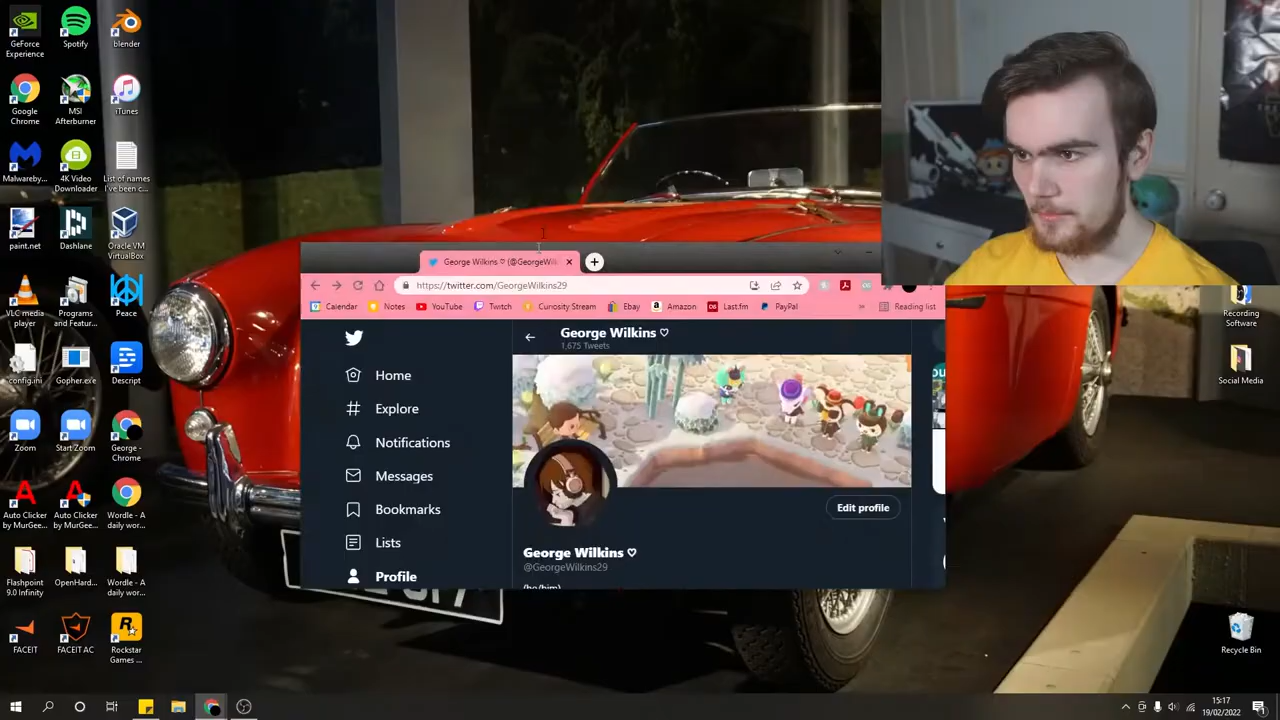 GeForce Experience
Spotify
blender
Google Chrome
MSI Afterburner
iTunes
Malwareby...
4K Video Downloader
List of names I've been c...
paint.net
Dashlane
Oracle VM VirtualBox
VLC media player
Programs and Featur...
Peace
config.ini
Gopher.exe
Descript
Zoom
Start Zoom
George - Chrome
Auto Clicker by MurGee...
Auto Clicker by MurGee...
Wordle - A daily wor...
Flashpoint 9.0 Infinity
OpenHard...
Wordle - A daily wor...
FACEIT
FACEIT AC
Rockstar Games ...
George Wilkins ♡ (@GeorgeWilk
https://twitter.com/GeorgeWilkins29
Calendar
Notes
YouTube
Twitch
Curiosity Stream
Ebay
Amazon
Last.fm
PayPal
»
Reading list
George Wilkins ♡
1,675 Tweets
Home
Explore
Notifications
Messages
Bookmarks
Lists
Profile
Edit profile
George Wilkins ♡
@GeorgeWilkins29
(he/him)
Recording Software
Social Media
Recycle Bin
15:17
19/02/2022